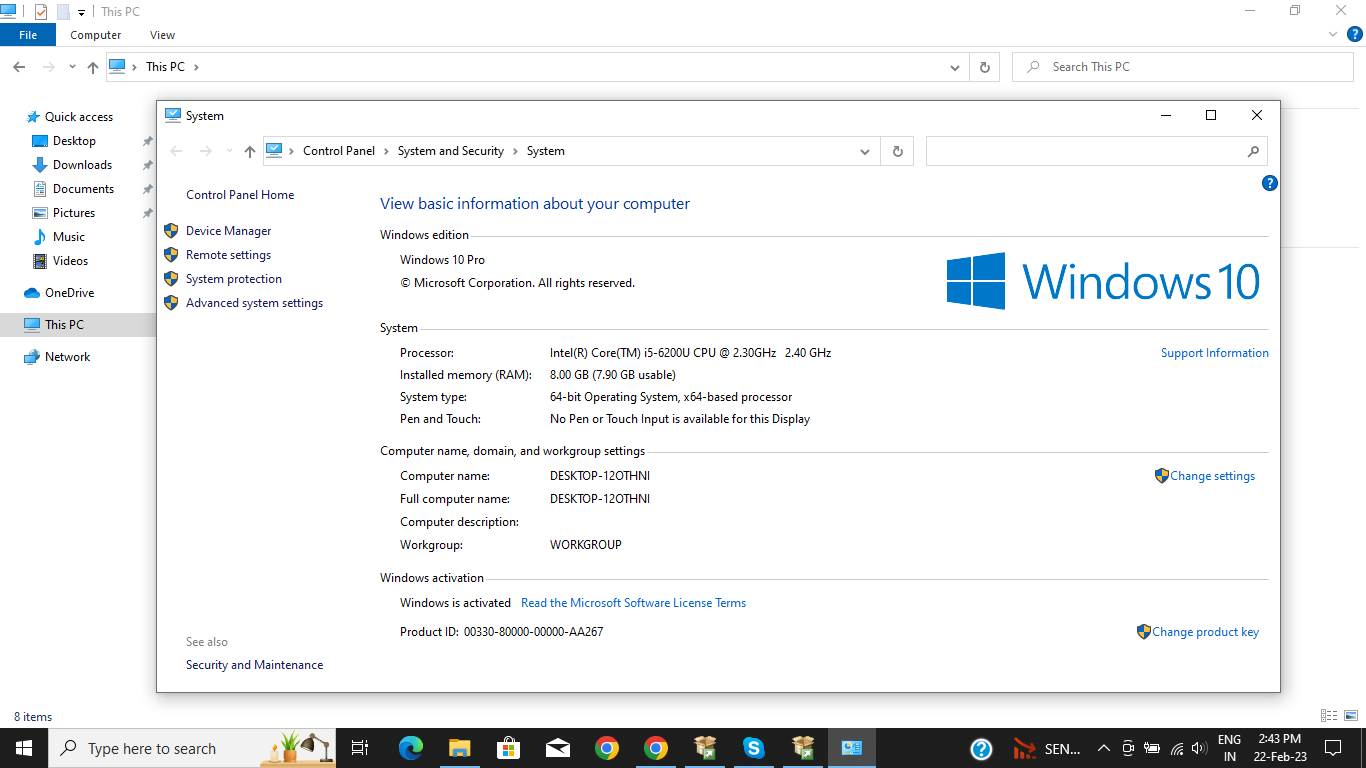 This PC
File Computer View
This PC
Search This PC
Quick access
Desktop
Downloads
Documents
Pictures
Music
Videos
OneDrive
This PC
Network
System
Control Panel System and Security System
Control Panel Home
Device Manager
Remote settings
System protection
Advanced system settings
See also
Security and Maintenance
View basic information about your computer
Windows edition
Windows 10 Pro
© Microsoft Corporation. All rights reserved.
Windows 10
System
Processor: Intel(R) Core(TM) i5-6200U CPU @ 2.30GHz 2.40 GHz
Support Information
Installed memory (RAM): 8.00 GB (7.90 GB usable)
System type: 64-bit Operating System, x64-based processor
Pen and Touch: No Pen or Touch Input is available for this Display
Computer name, domain, and workgroup settings
Computer name: DESKTOP-12OTHNI
Change settings
Full computer name: DESKTOP-12OTHNI
Computer description:
Workgroup: WORKGROUP
Windows activation
Windows is activated Read the Microsoft Software License Terms
Product ID: 00330-80000-00000-AA267
Change product key
8 items
Type here to search
SEN...
ENG
IN
2:43 PM
22-Feb-23